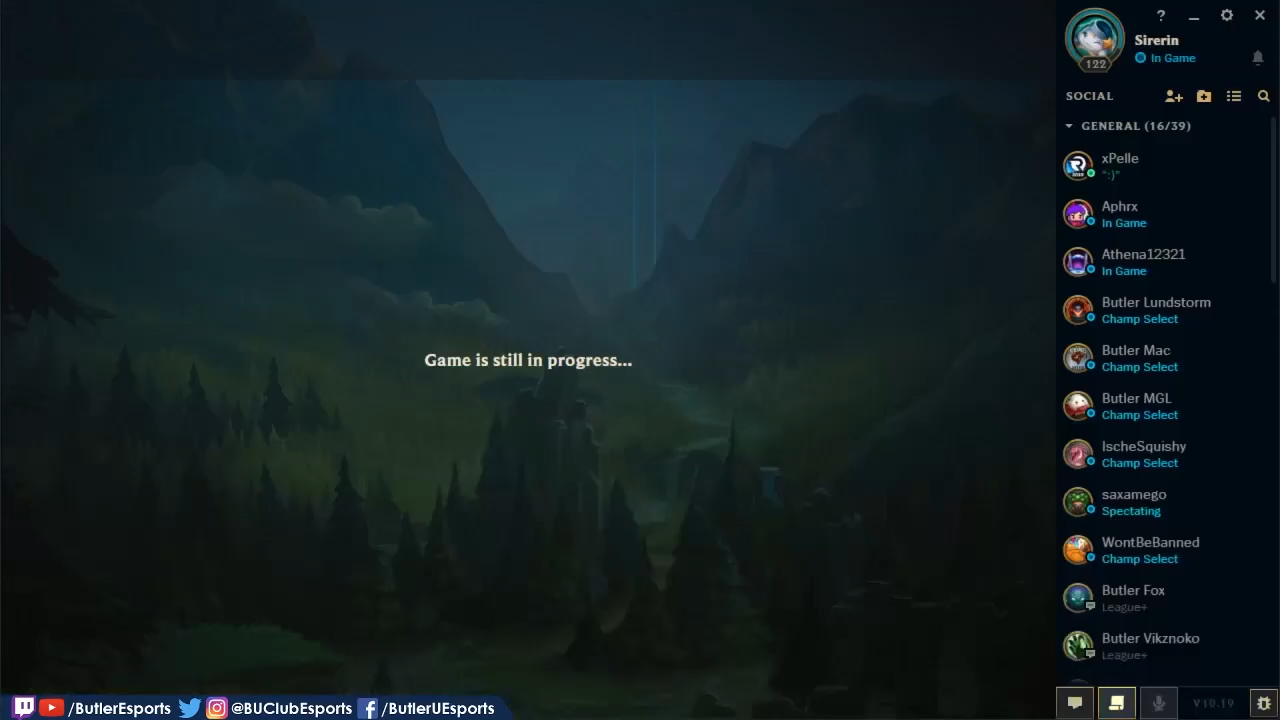 ?
Sirerin
In Game
122
SOCIAL
GENERAL (16/39)
xPelle
":)"
Aphrx
In Game
Athena12321
In Game
Butler Lundstorm
Champ Select
Butler Mac
Champ Select
Butler MGL
Champ Select
IscheSquishy
Champ Select
saxamego
Spectating
WontBeBanned
Champ Select
Butler Fox
League+
Butler Vikznoko
League+
Game is still in progress...
/ButlerEsports @BUClubEsports /ButlerUEsports
V10.19